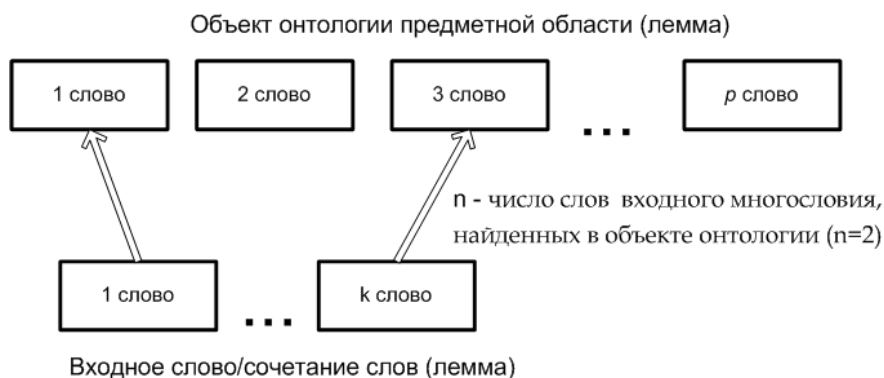 Объект онтологии предметной области (лемма)
1 слово
2 слово
3 слово
...
p слово
n - число слов входного многословия,
найденных в объекте онтологии (n=2)
1 слово
...
k слово
Входное слово/сочетание слов (лемма)